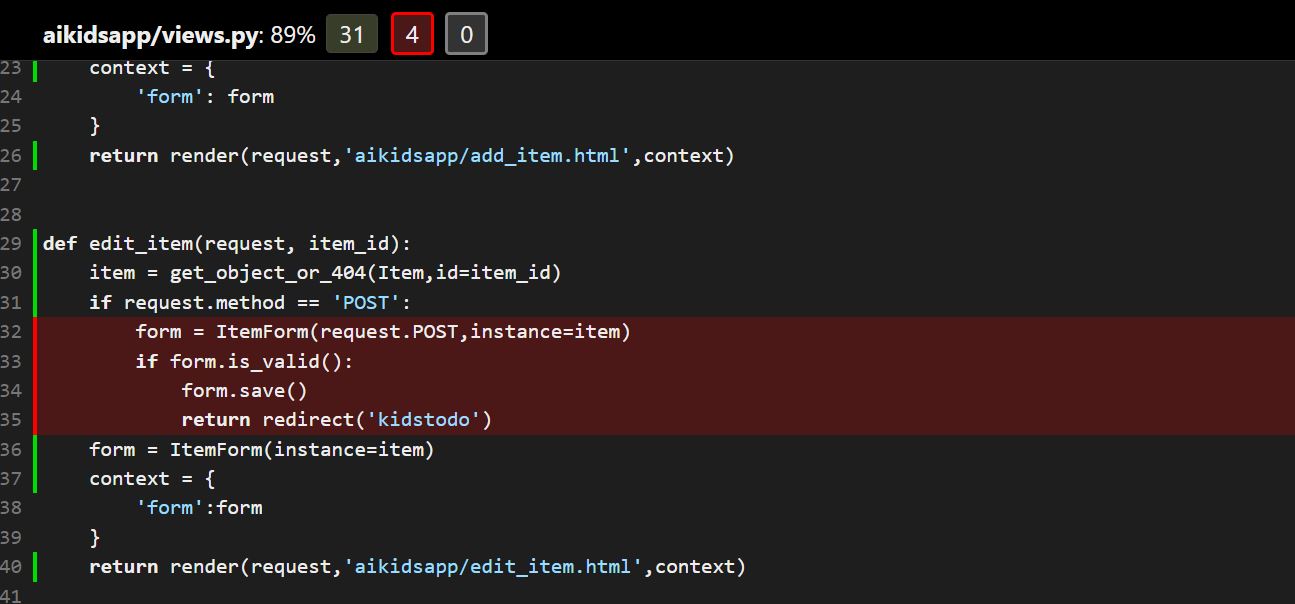 aikidsapp/views.py: 89% 31 4 0
23 context = {
24 'form': form
25 }
26 return render(request,'aikidsapp/add_item.html',context)
27
28
29 def edit_item(request, item_id):
30 item = get_object_or_404(Item,id=item_id)
31 if request.method == 'POST':
32 form = ItemForm(request.POST,instance=item)
33 if form.is_valid():
34 form.save()
35 return redirect('kidstodo')
36 form = ItemForm(instance=item)
37 context = {
38 'form':form
39 }
40 return render(request,'aikidsapp/edit_item.html',context)
41